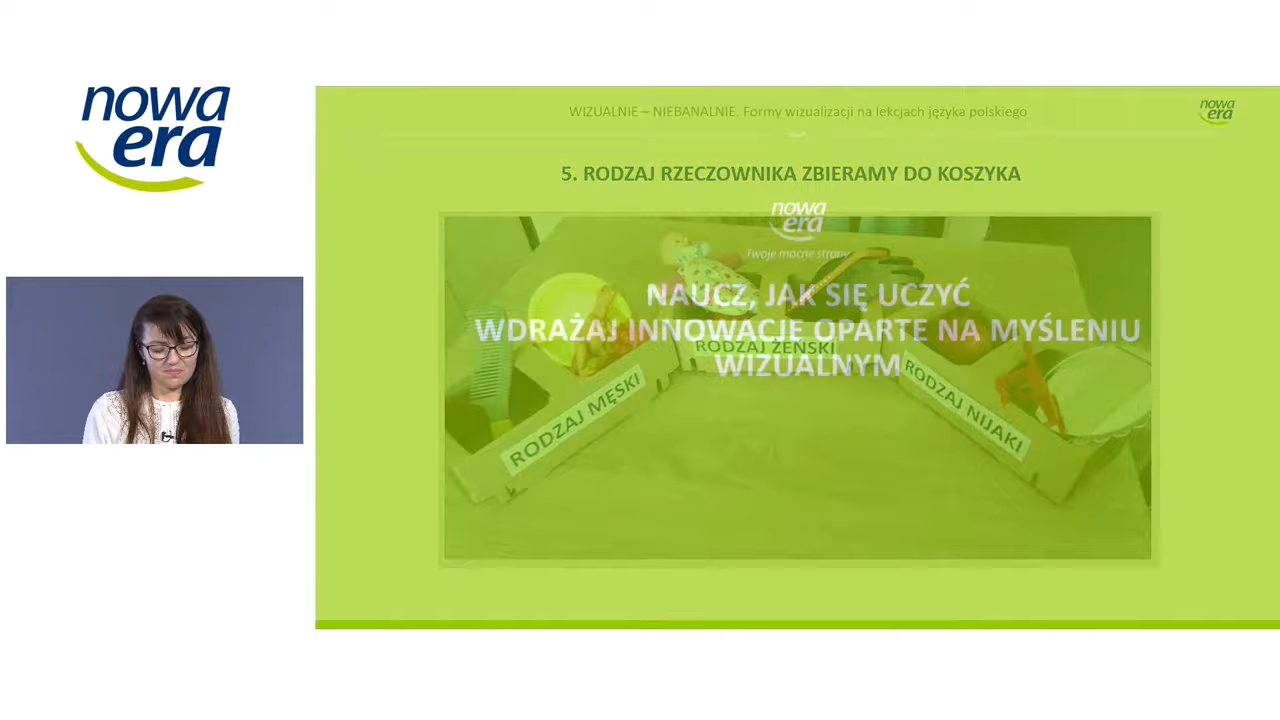 nowa
era
WIZUALNIE – NIEBANALNIE. Formy wizualizacji na lekcjach języka polskiego
nowa
era
5. RODZAJ RZECZOWNIKA ZBIERAMY DO KOSZYKA
nowa
era
Twoje mocne strony
NAUCZ, JAK SIĘ UCZYĆ
WDRAŻAJ INNOWACJE OPARTE NA MYŚLENIU
WIZUALNYM
RODZAJ MĘSKI
RODZAJ ŻEŃSKI
RODZAJ NIJAKI